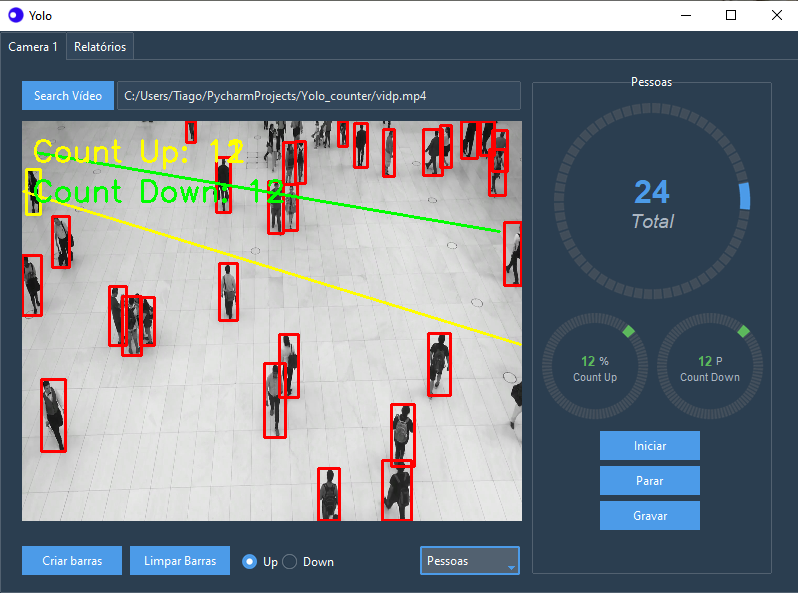 Yolo
Camera 1
Relatórios
Search Vídeo
C:/Users/Tiago/PycharmProjects/Yolo_counter/vidp.mp4
Count Up: 12
Count Down: 12
Pessoas
24
Total
12 %
Count Up
12 P
Count Down
Iniciar
Parar
Gravar
Criar barras
Limpar Barras
Up
Down
Pessoas